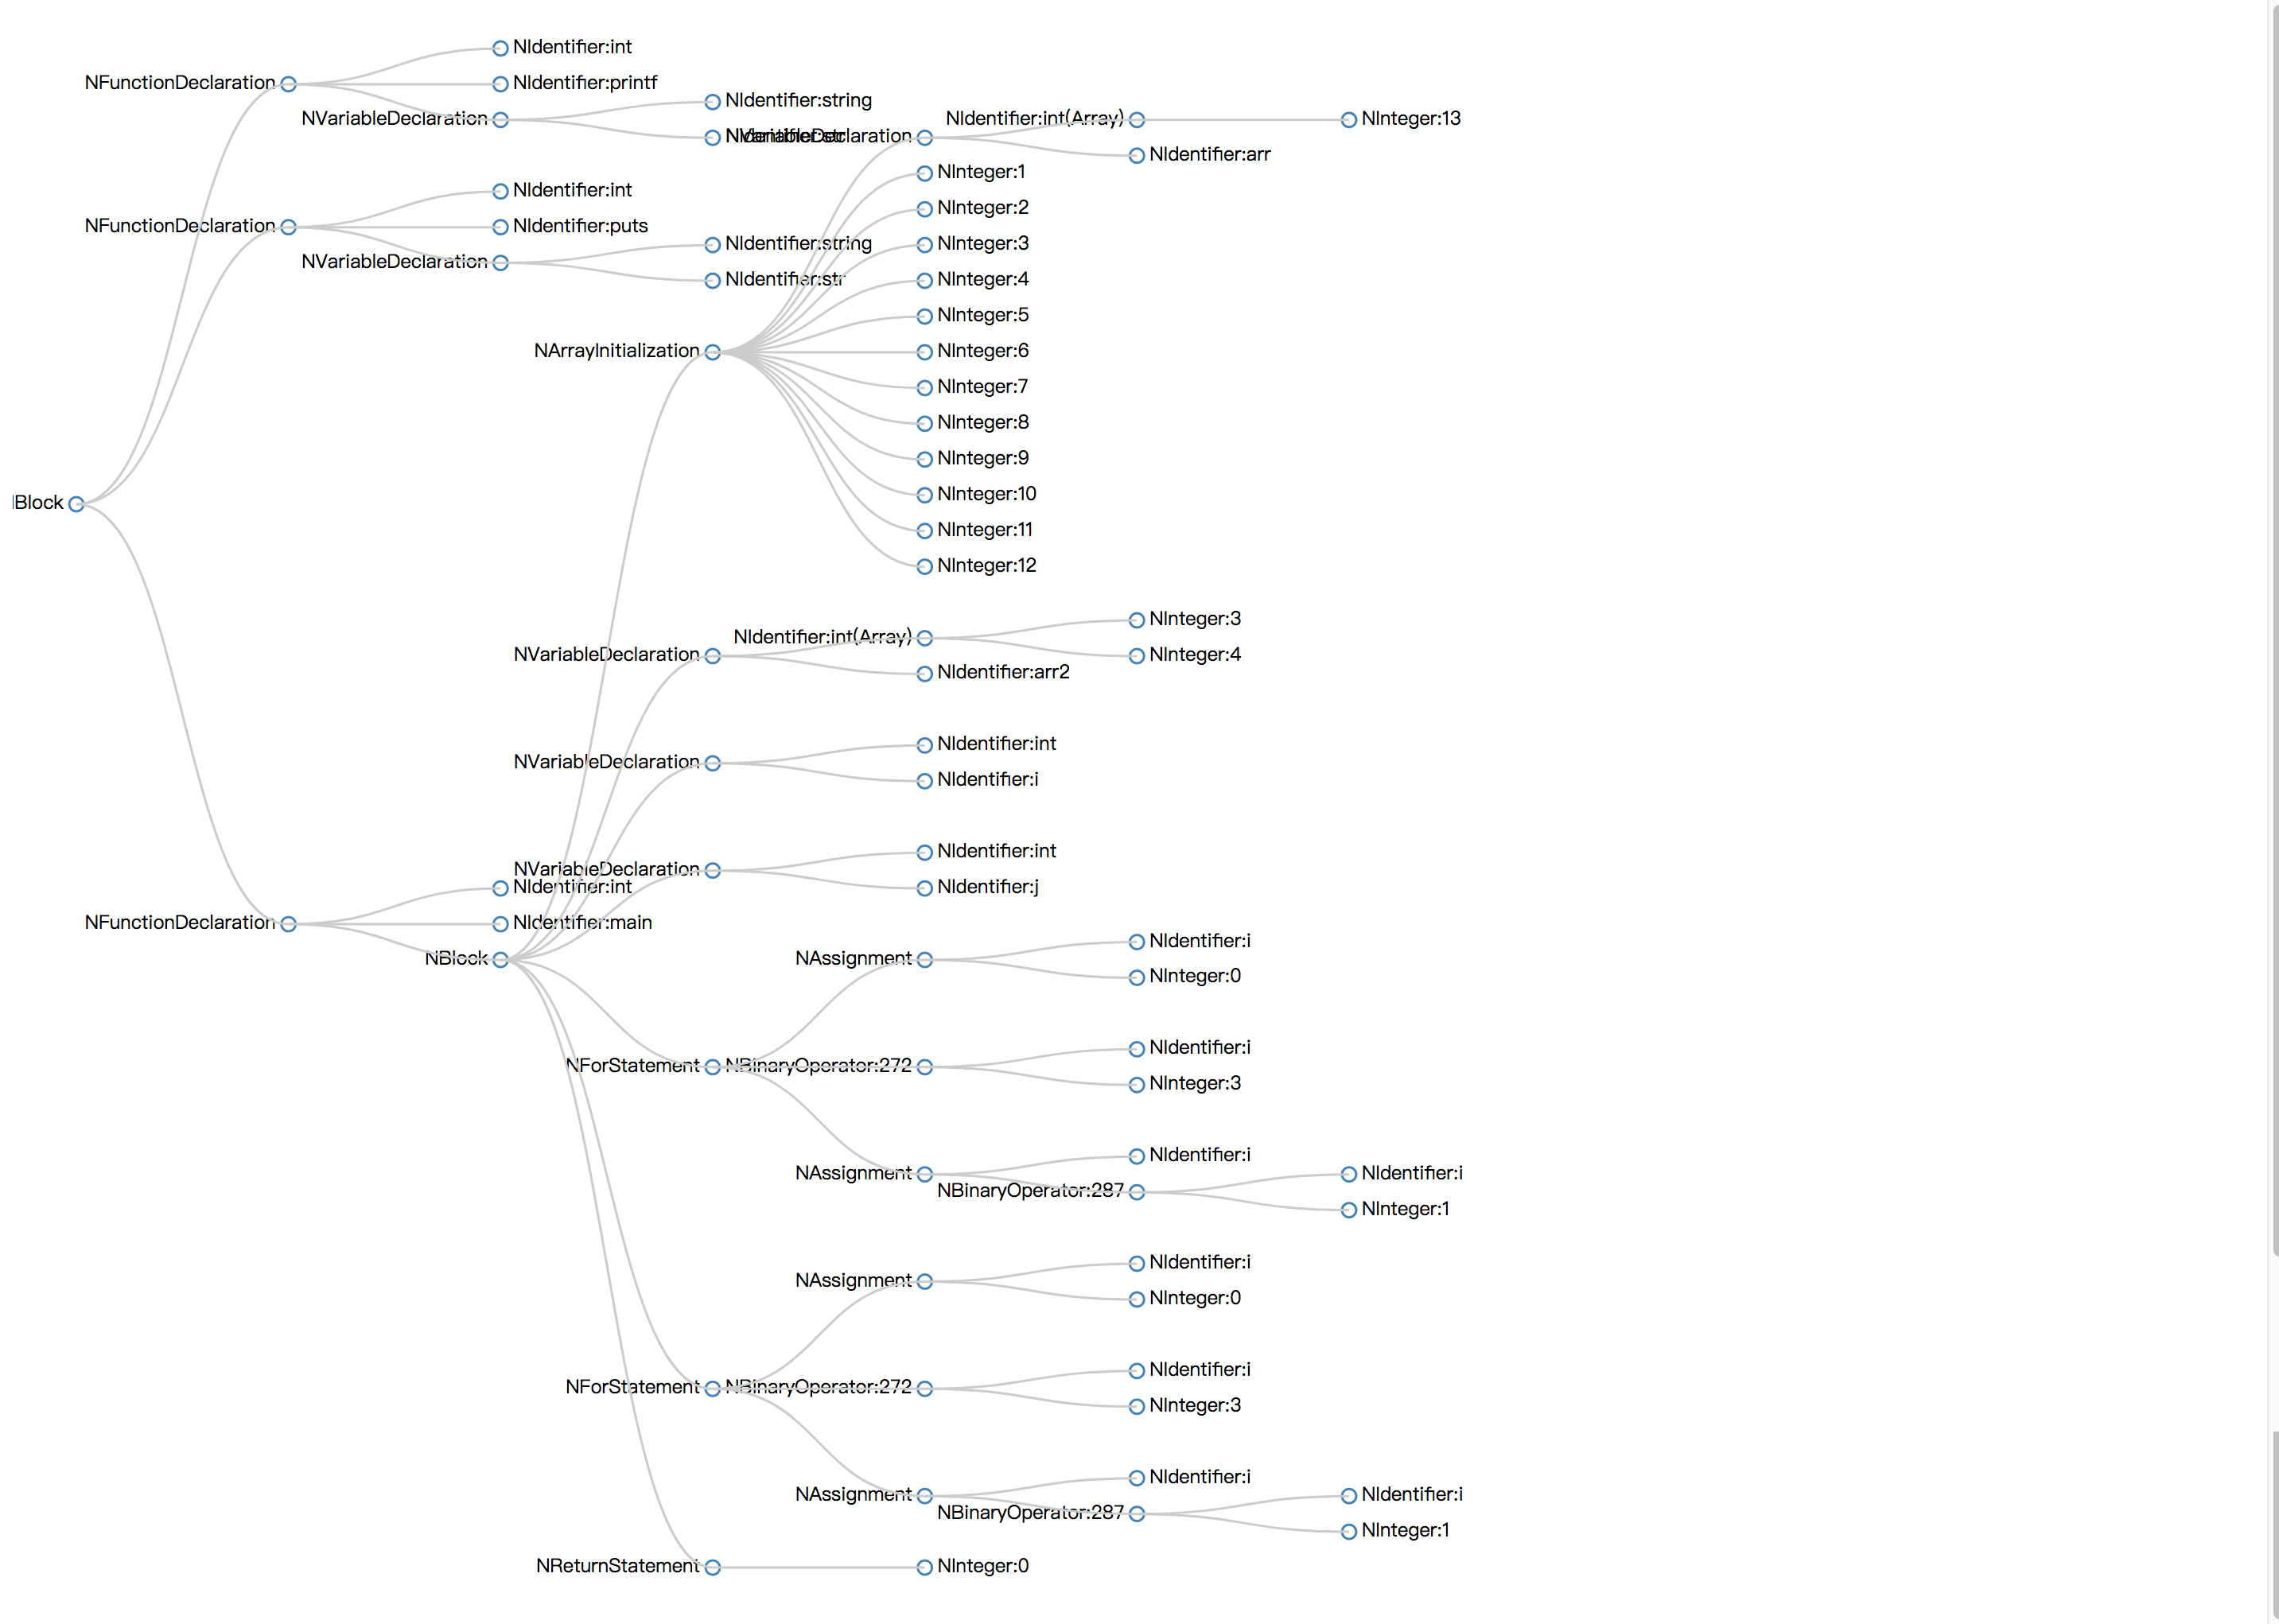 NIdentifier:int
NFunctionDeclaration
NIdentifier:printf
NIdentifier:string
NVariableDeclaration
NIdentifier:int(Array)
NInteger:13
NIdentifier:str
NVariableDeclaration
NIdentifier:arr
NInteger:1
NIdentifier:int
NInteger:2
NFunctionDeclaration
NIdentifier:puts
NIdentifier:string
NInteger:3
NVariableDeclaration
NIdentifier:str
NInteger:4
NInteger:5
NArrayInitialization
NInteger:6
NInteger:7
NInteger:8
NInteger:9
NInteger:10
Block
NInteger:11
NInteger:12
NInteger:3
NIdentifier:int(Array)
NVariableDeclaration
NInteger:4
NIdentifier:arr2
NIdentifier:int
NVariableDeclaration
NIdentifier:i
NIdentifier:int
NVariableDeclaration
NIdentifier:int
NIdentifier:j
NFunctionDeclaration
NIdentifier:main
NIdentifier:i
NBlock
NAssignment
NInteger:0
NIdentifier:i
NForStatement
NBinaryOperator:272
NInteger:3
NIdentifier:i
NAssignment
NIdentifier:i
NBinaryOperator:287
NInteger:1
NIdentifier:i
NAssignment
NInteger:0
NIdentifier:i
NForStatement
NBinaryOperator:272
NInteger:3
NIdentifier:i
NAssignment
NIdentifier:i
NBinaryOperator:287
NInteger:1
NReturnStatement
NInteger:0